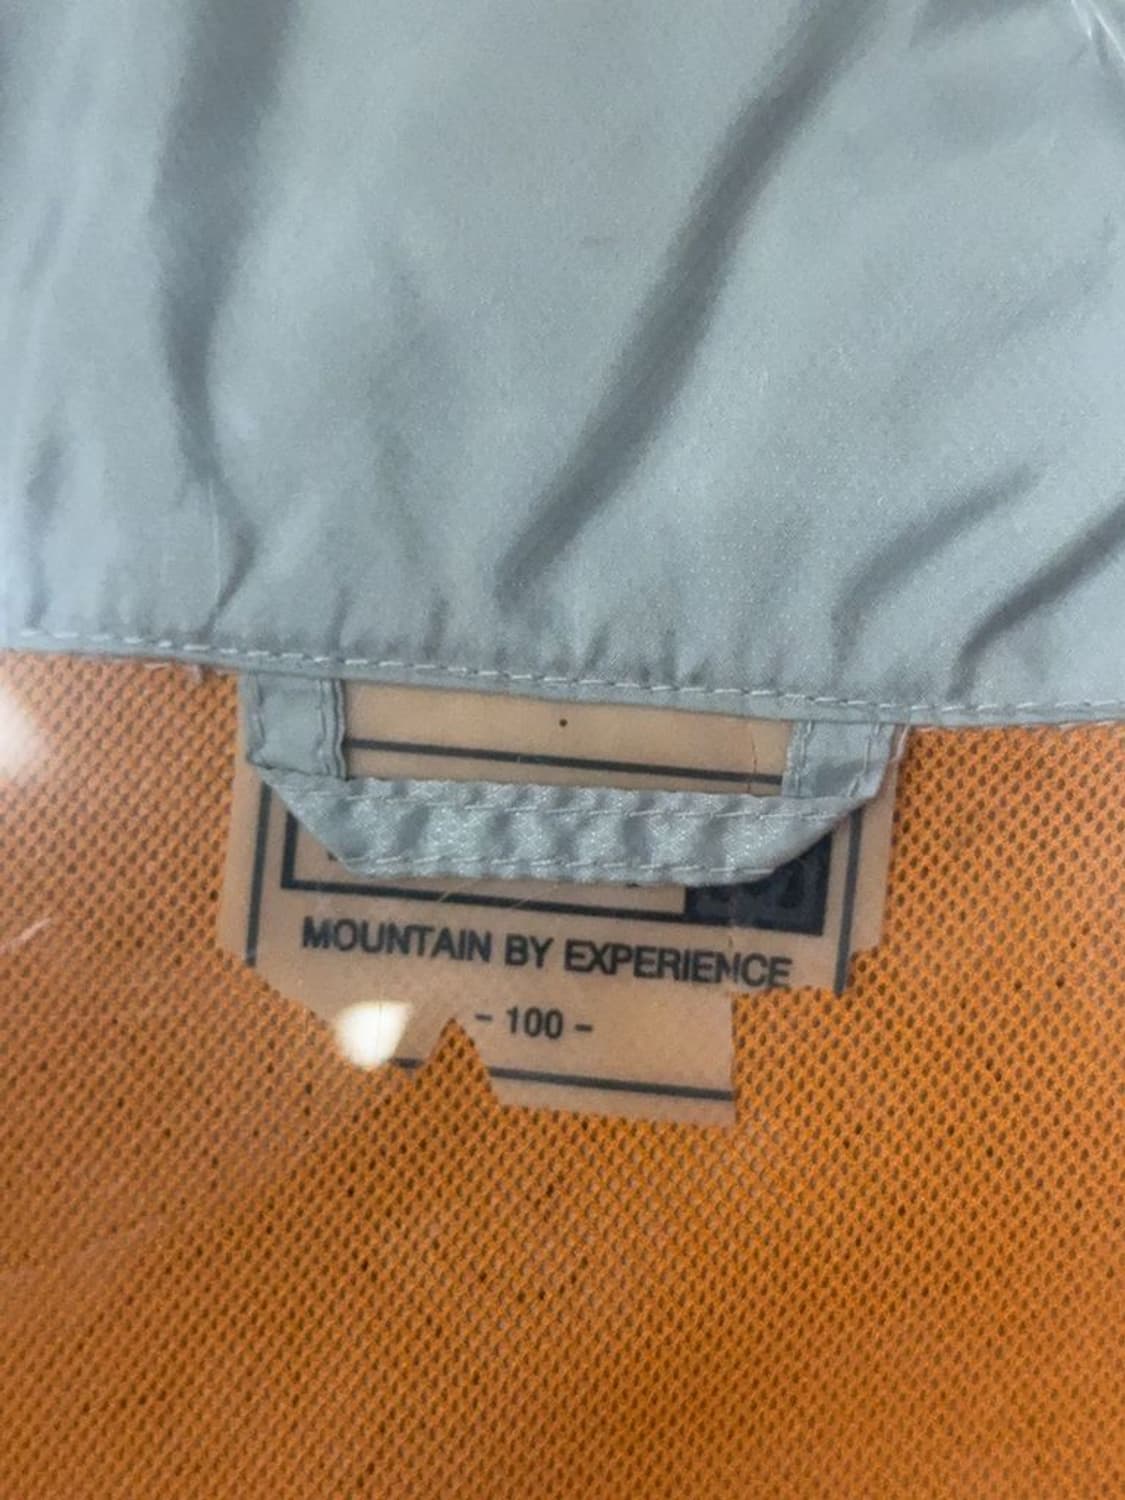 MOUNTAIN BY EXPERIENCE
- 100 -